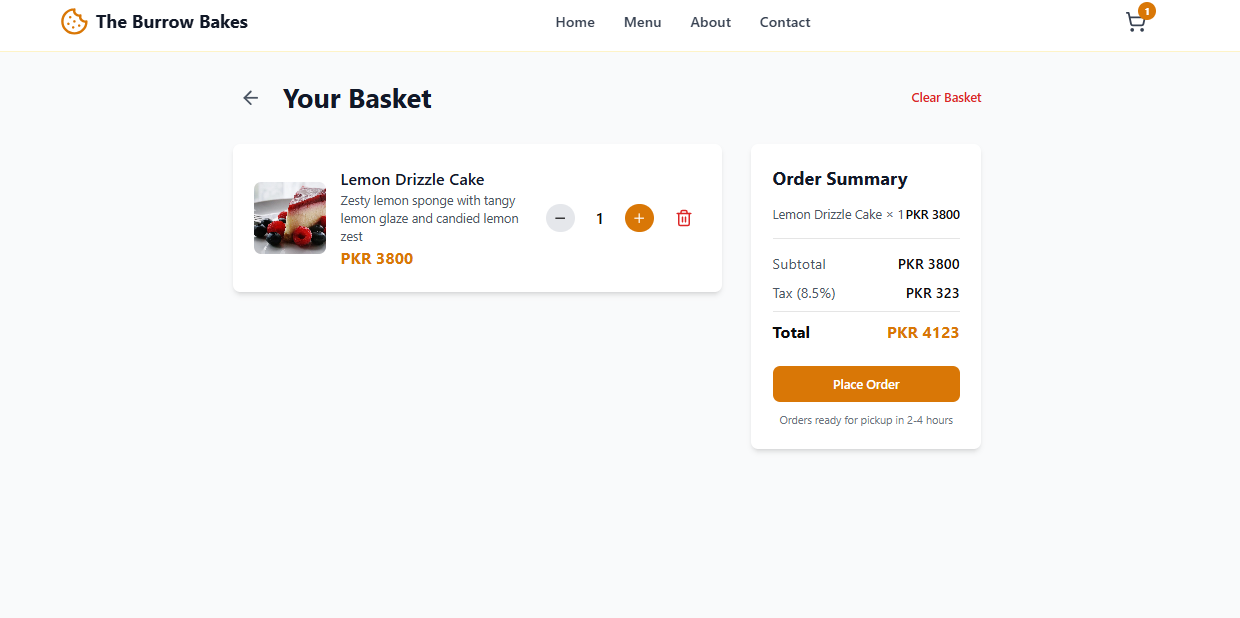 The Burrow Bakes
Home Menu About Contact
1
Your Basket
Clear Basket
Lemon Drizzle Cake
Zesty lemon sponge with tangy
lemon glaze and candied lemon
zest
PKR 3800
1
Order Summary
Lemon Drizzle Cake × 1 PKR 3800
Subtotal PKR 3800
Tax (8.5%) PKR 323
Total PKR 4123
Place Order
Orders ready for pickup in 2-4 hours